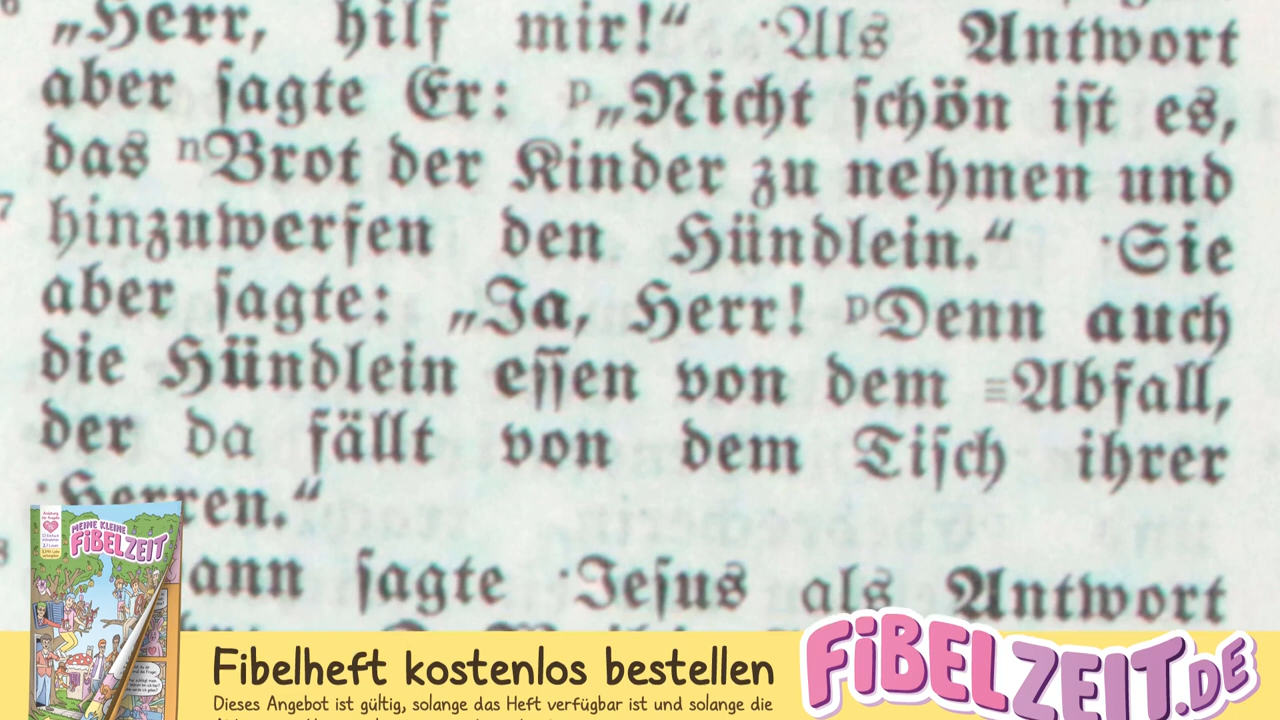 „Herr, hilf mir!“ ·Als Antwort
aber ſagte Er: ᵖ„Nicht ſchön iſt es,
das ⁿBrot der Kinder zu nehmen und
7 hinzuwerfen den Hündlein.“ ·Sie
aber ſagte: „Ja, Herr! ᵖDenn auch
die Hündlein eſſen von dem ≡Abfall,
der da fällt von dem Tiſch ihrer
·Herren.“
ann ſagte ·Jeſus als Antwort
MEINE KLEINE
FiBELZEIT
FiBELZEIT.DE
Fibelheft kostenlos bestellen
Dieses Angebot ist gültig, solange das Heft verfügbar ist und solange die